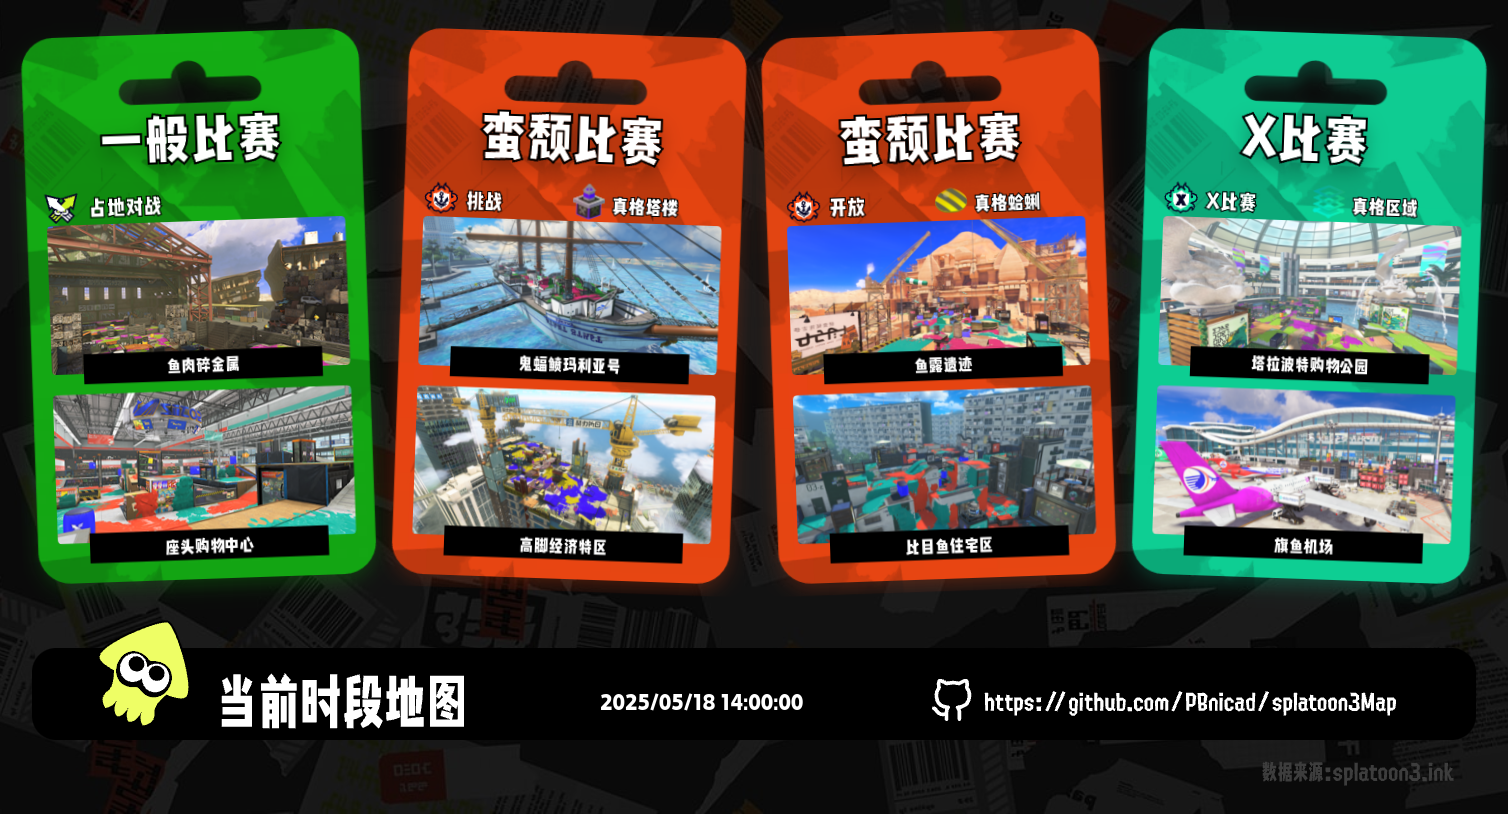 一般比赛
占地对战
鱼肉碎金属
座头购物中心
蛮颓比赛
挑战
真格塔楼
鬼蝠鲼玛利亚号
高脚经济特区
蛮颓比赛
开放
真格蛤蜊
鱼露遗迹
比目鱼住宅区
X比赛
X比赛
真格区域
塔拉波特购物公园
旗鱼机场
当前时段地图
2025/05/18 14:00:00
https://github.com/PBnicad/splatoon3Map
数据来源:splatoon3.ink